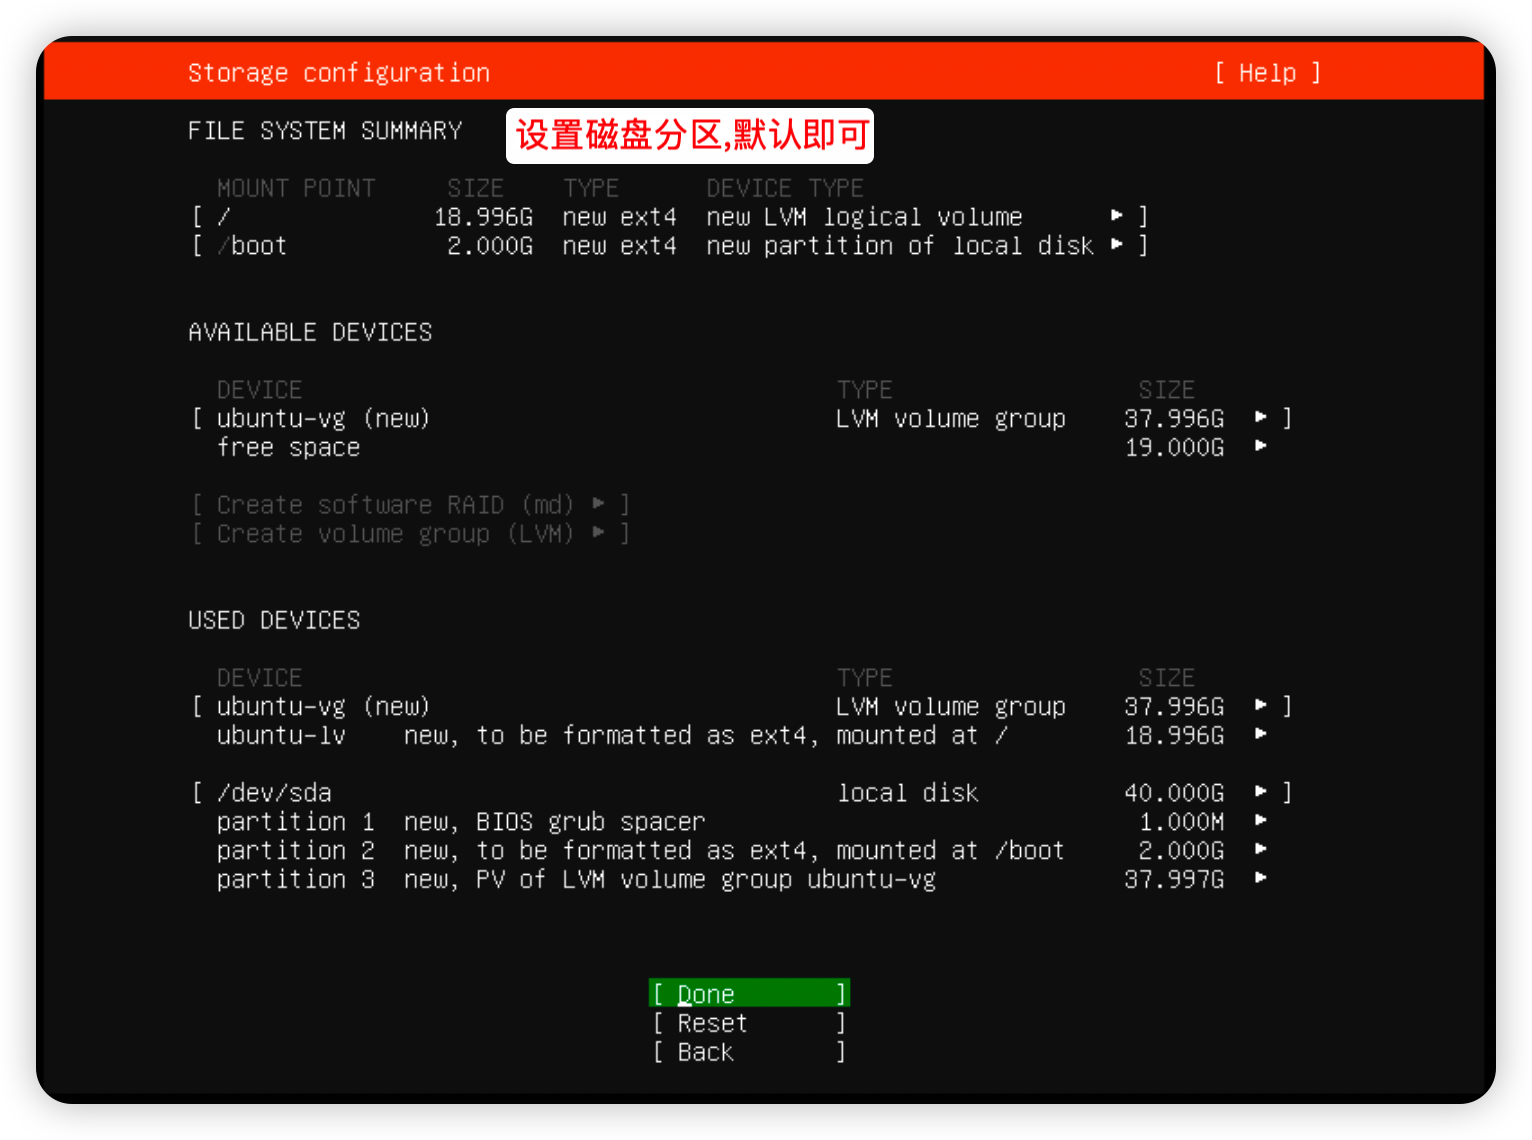 Storage configuration [ Help ]
FILE SYSTEM SUMMARY
设置磁盘分区,默认即可
MOUNT POINT SIZE TYPE DEVICE TYPE
[ / 18.996G new ext4 new LVM logical volume ▸ ]
[ /boot 2.000G new ext4 new partition of local disk ▸ ]
AVAILABLE DEVICES
DEVICE TYPE SIZE
[ ubuntu-vg (new) LVM volume group 37.996G ▸ ]
free space 19.000G ▸
[ Create software RAID (md) ▸ ]
[ Create volume group (LVM) ▸ ]
USED DEVICES
DEVICE TYPE SIZE
[ ubuntu-vg (new) LVM volume group 37.996G ▸ ]
ubuntu-lv new, to be formatted as ext4, mounted at / 18.996G ▸
[ /dev/sda local disk 40.000G ▸ ]
partition 1 new, BIOS grub spacer 1.000M ▸
partition 2 new, to be formatted as ext4, mounted at /boot 2.000G ▸
partition 3 new, PV of LVM volume group ubuntu-vg 37.997G ▸
[ Done ]
[ Reset ]
[ Back ]